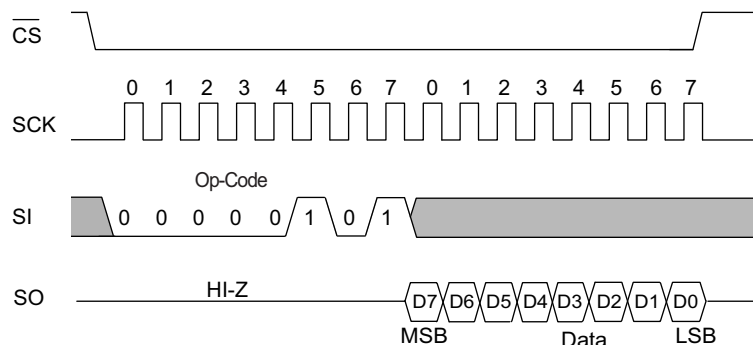 CS
0 1 2 3 4 5 6 7 0 1 2 3 4 5 6 7
SCK
Op-Code
SI 0 0 0 0 0 1 0 1
HI-Z
SO D7 D6 D5 D4 D3 D2 D1 D0
MSB Data LSB